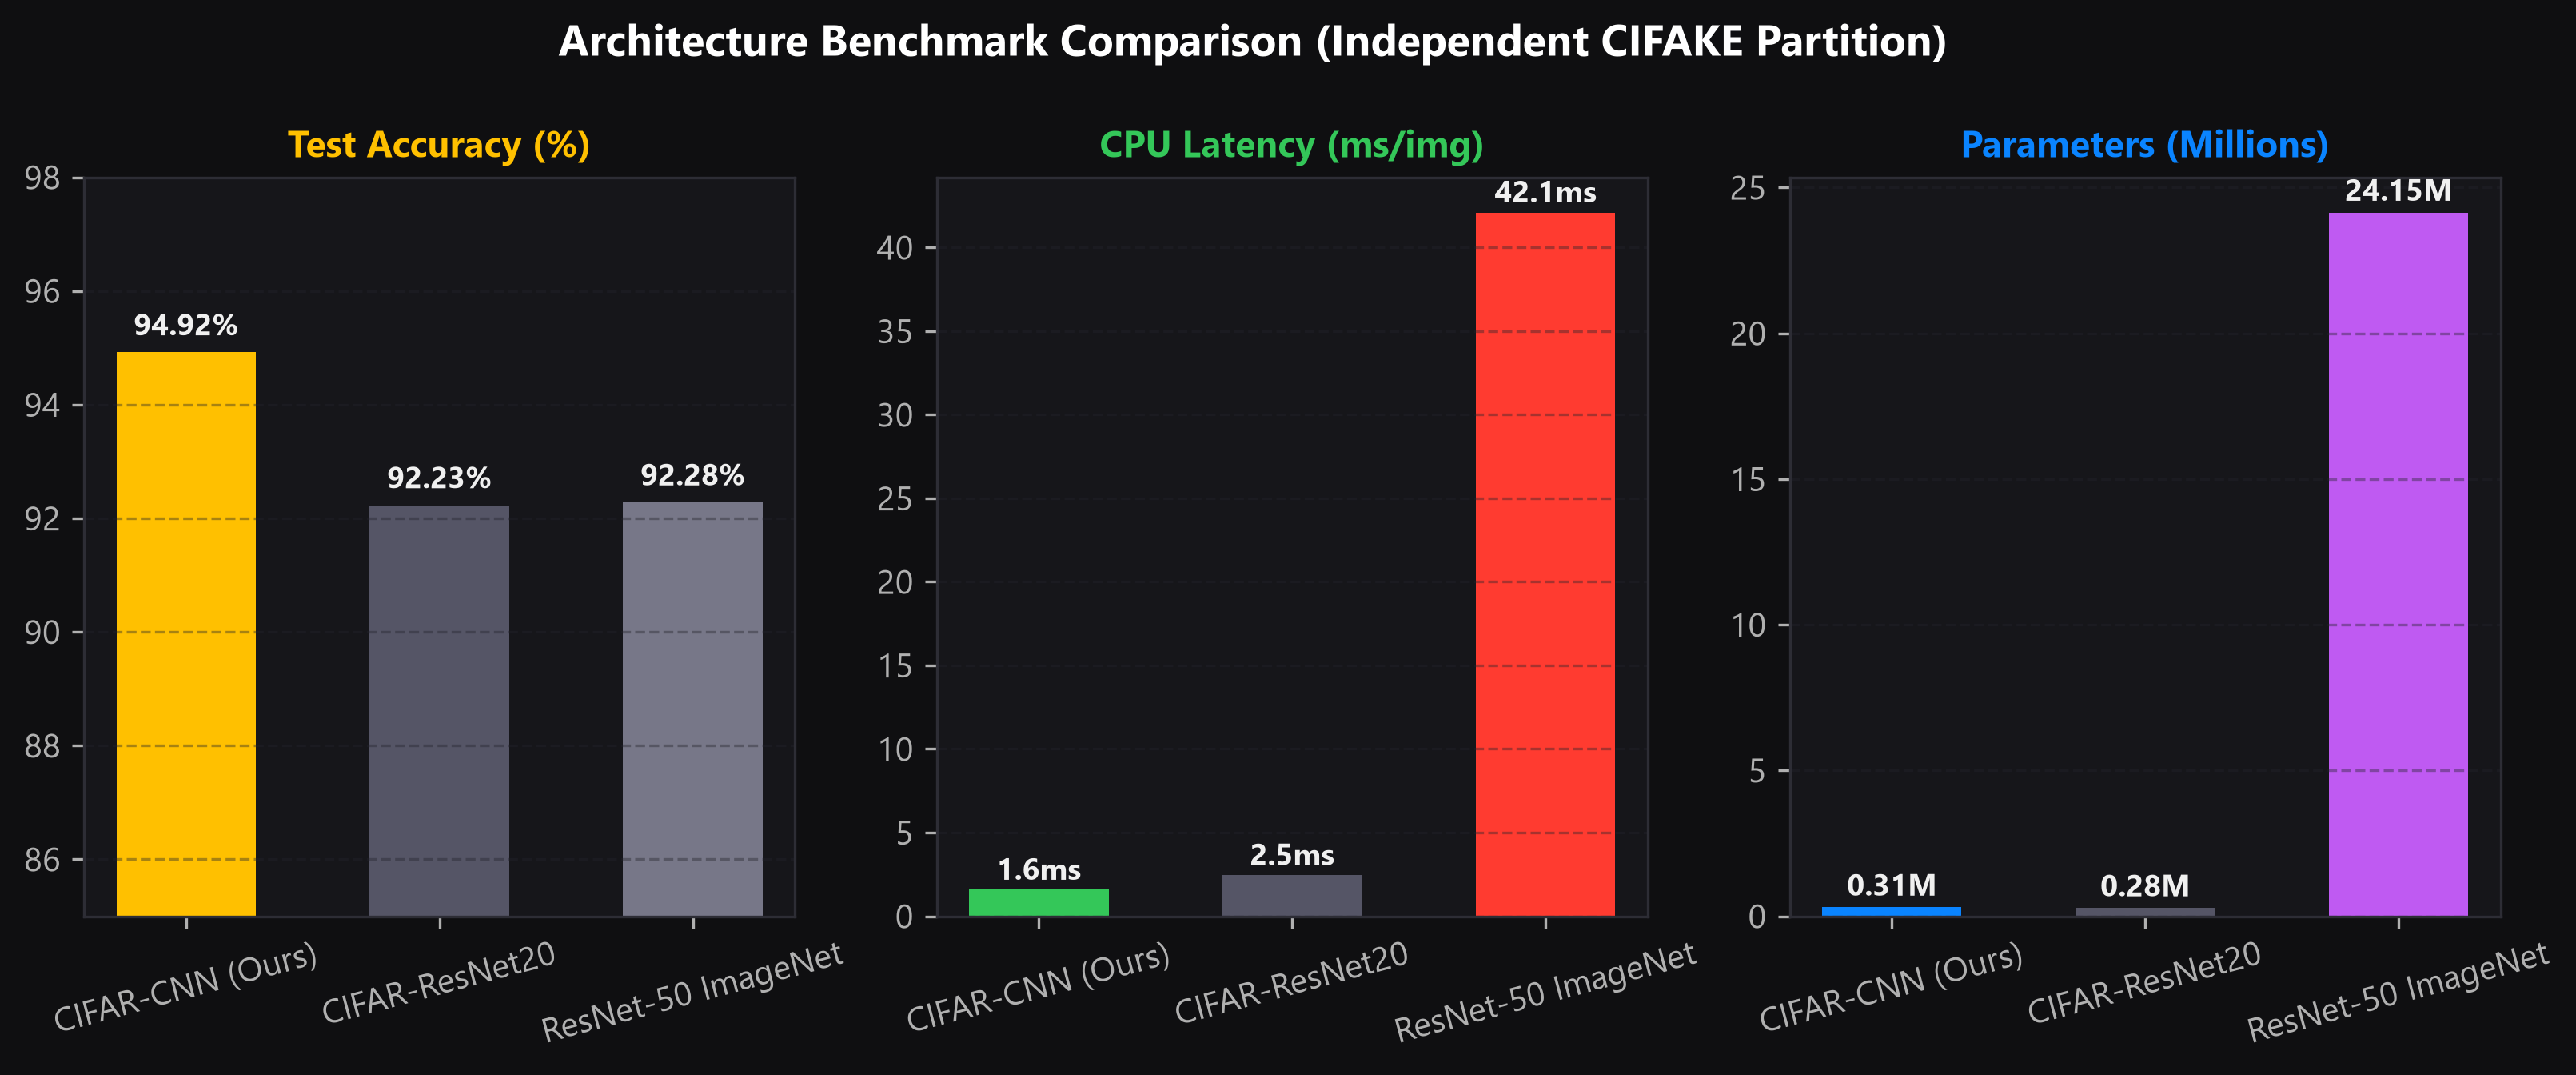 Architecture Benchmark Comparison (Independent CIFAKE Partition)
Test Accuracy (%)
98
96
94
92
90
88
86
94.92%
92.23%
92.28%
CIFAR-CNN (Ours)
CIFAR-ResNet20
ResNet-50 ImageNet
CPU Latency (ms/img)
40
35
30
25
20
15
10
5
0
1.6ms
2.5ms
42.1ms
CIFAR-CNN (Ours)
CIFAR-ResNet20
ResNet-50 ImageNet
Parameters (Millions)
25
20
15
10
5
0
0.31M
0.28M
24.15M
CIFAR-CNN (Ours)
CIFAR-ResNet20
ResNet-50 ImageNet